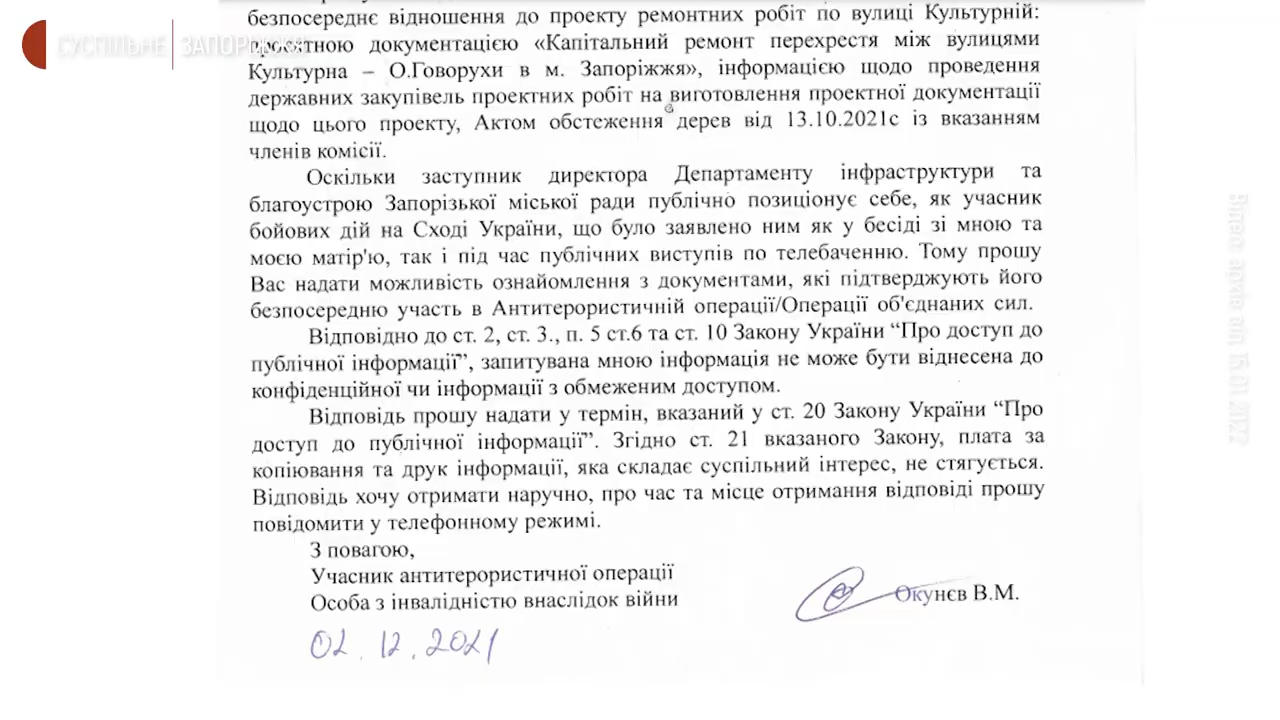 СУСПІЛЬНЕ ЗАПОРІЖЖЯ
безпосереднє відношення до проекту ремонтних робіт по вулиці Культурній:
проєктною документацією «Капітальний ремонт перехрестя між вулицями
Культурна – О.Говорухи в м. Запоріжжя», інформацією щодо проведення
державних закупівель проектних робіт на виготовлення проектної документації
щодо цього проекту, Актом обстеження дерев від 13.10.2021с із вказанням
членів комісії.
Оскільки заступник директора Департаменту інфраструктури та
благоустрою Запорізької міської ради публічно позиціонує себе, як учасник
бойових дій на Сході України, що було заявлено ним як у бесіді зі мною та
моєю матір'ю, так і під час публічних виступів по телебаченню. Тому прошу
Вас надати можливість ознайомлення з документами, які підтверджують його
безпосередню участь в Антитерористичній операції/Операції об'єднаних сил.
Відповідно до ст. 2, ст. 3., п. 5 ст.6 та ст. 10 Закону України “Про доступ до
публічної інформації”, запитувана мною інформація не може бути віднесена до
конфіденційної чи інформації з обмеженим доступом.
Відповідь прошу надати у термін, вказаний у ст. 20 Закону України “Про
доступ до публічної інформації”. Згідно ст. 21 вказаного Закону, плата за
копіювання та друк інформації, яка складає суспільний інтерес, не стягується.
Відповідь хочу отримати наручно, про час та місце отримання відповіді прошу
повідомити у телефонному режимі.
З повагою,
Учасник антитерористичної операції
Особа з інвалідністю внаслідок війни
Окунєв В.М.
02.12.2021
Відео: архів від 15.01.2022